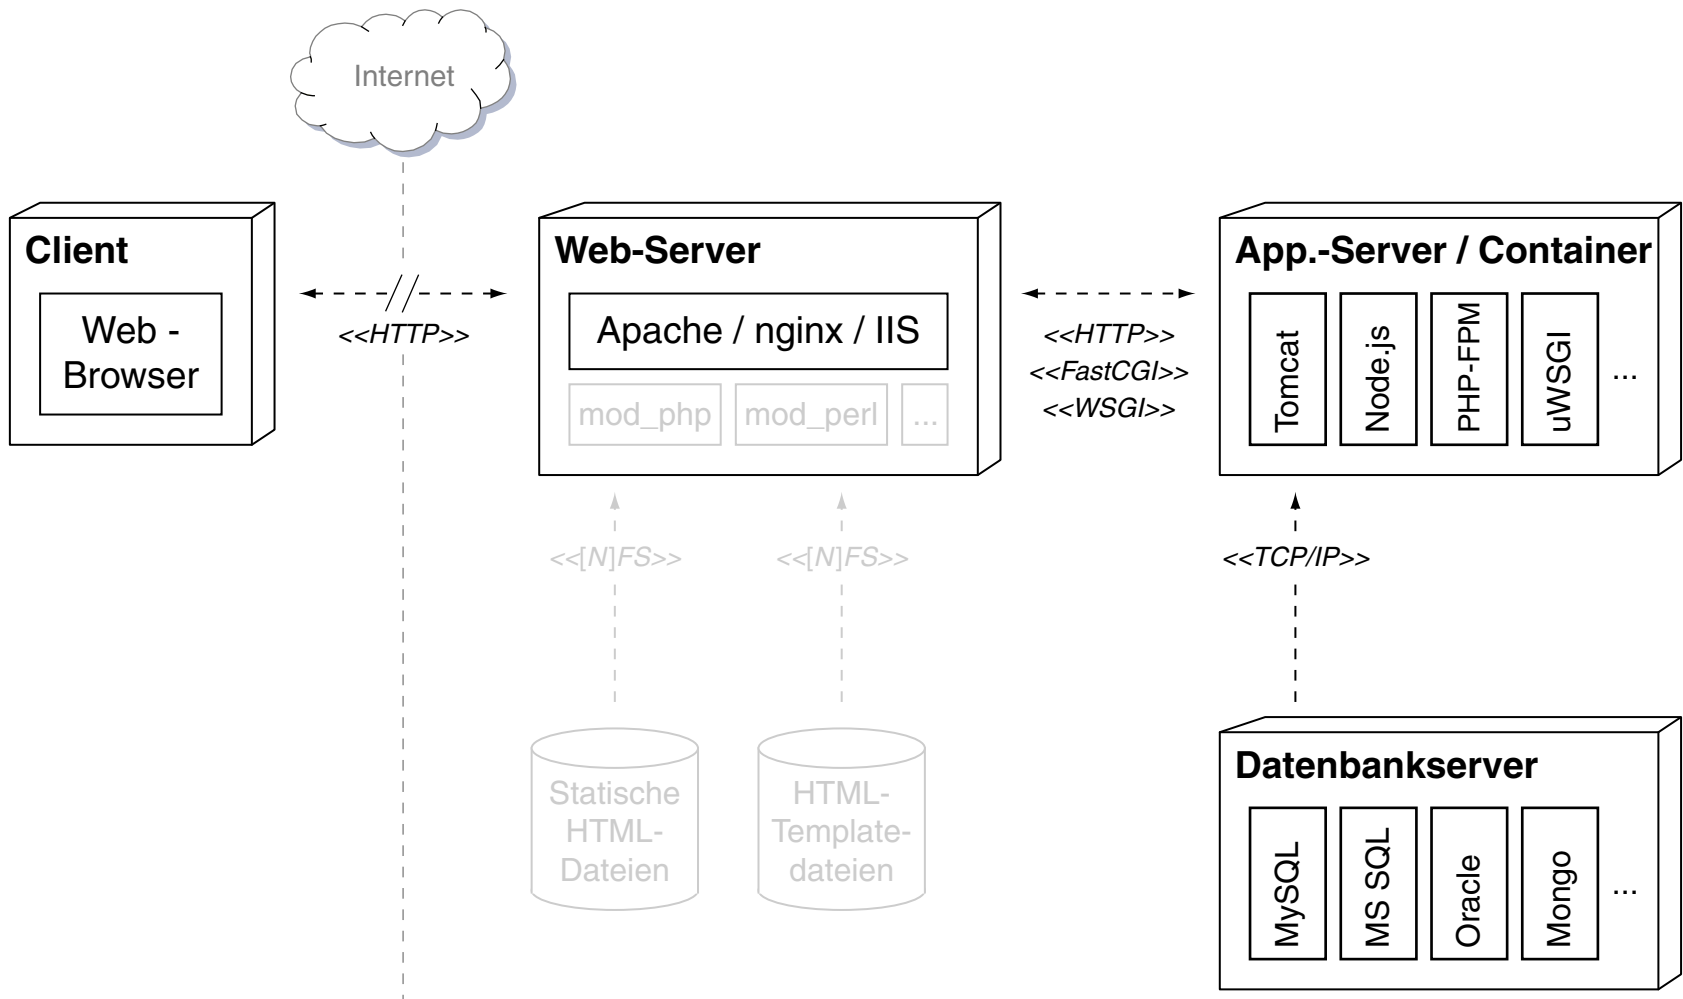 Internet
Client
Web -
Browser
<<HTTP>>
Web-Server
Apache / nginx / IIS
mod_php
mod_perl
...
<<HTTP>>
<<FastCGI>>
<<WSGI>>
App.-Server / Container
Tomcat
Node.js
PHP-FPM
uWSGI
...
<<[N]FS>>
<<[N]FS>>
<<TCP/IP>>
Statische
HTML-
Dateien
HTML-
Template-
dateien
Datenbankserver
MySQL
MS SQL
Oracle
Mongo
...